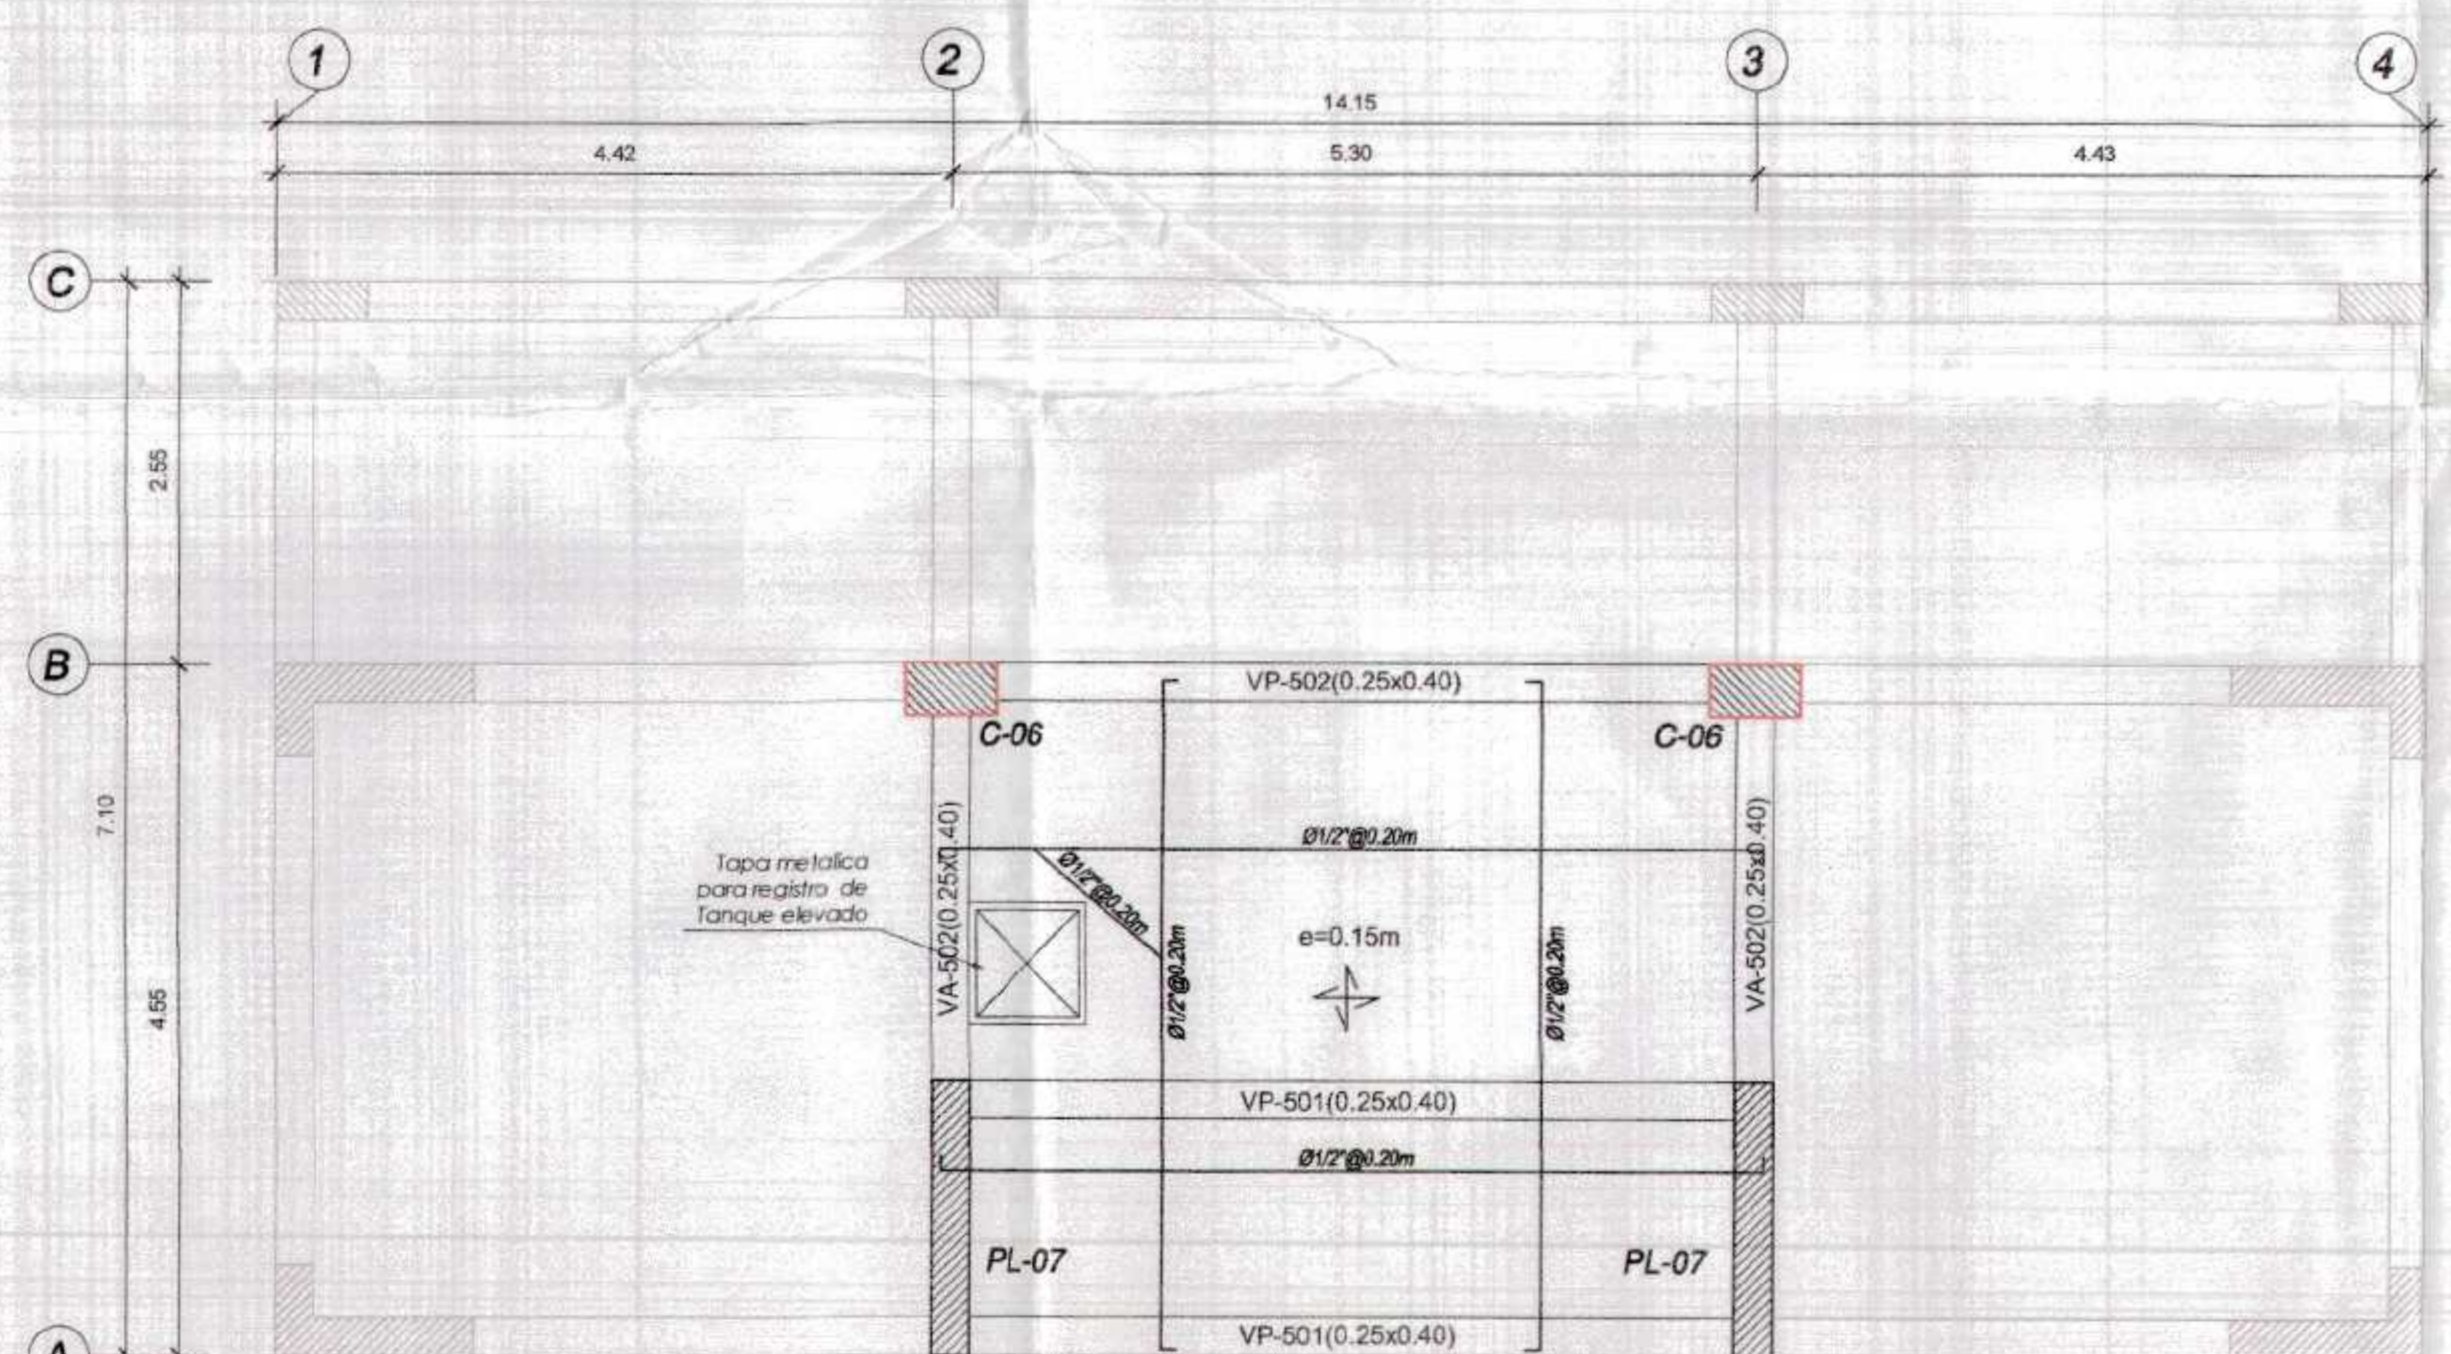 1
2
3
4
14.15
4.42
5.30
4.43
C
2.55
B
VP-502(0.25x0.40)
C-06
C-06
7.10
VA-502(0.25x0.40)
VA-502(0.25x0.40)
Ø1/2"@0.20m
Tapa metalica
para registro de
Tanque elevado
Ø1/2"@0.20m
e=0.15m
Ø1/2"@0.20m
Ø1/2"@0.20m
4.55
VP-501(0.25x0.40)
Ø1/2"@0.20m
PL-07
PL-07
A
VP-501(0.25x0.40)